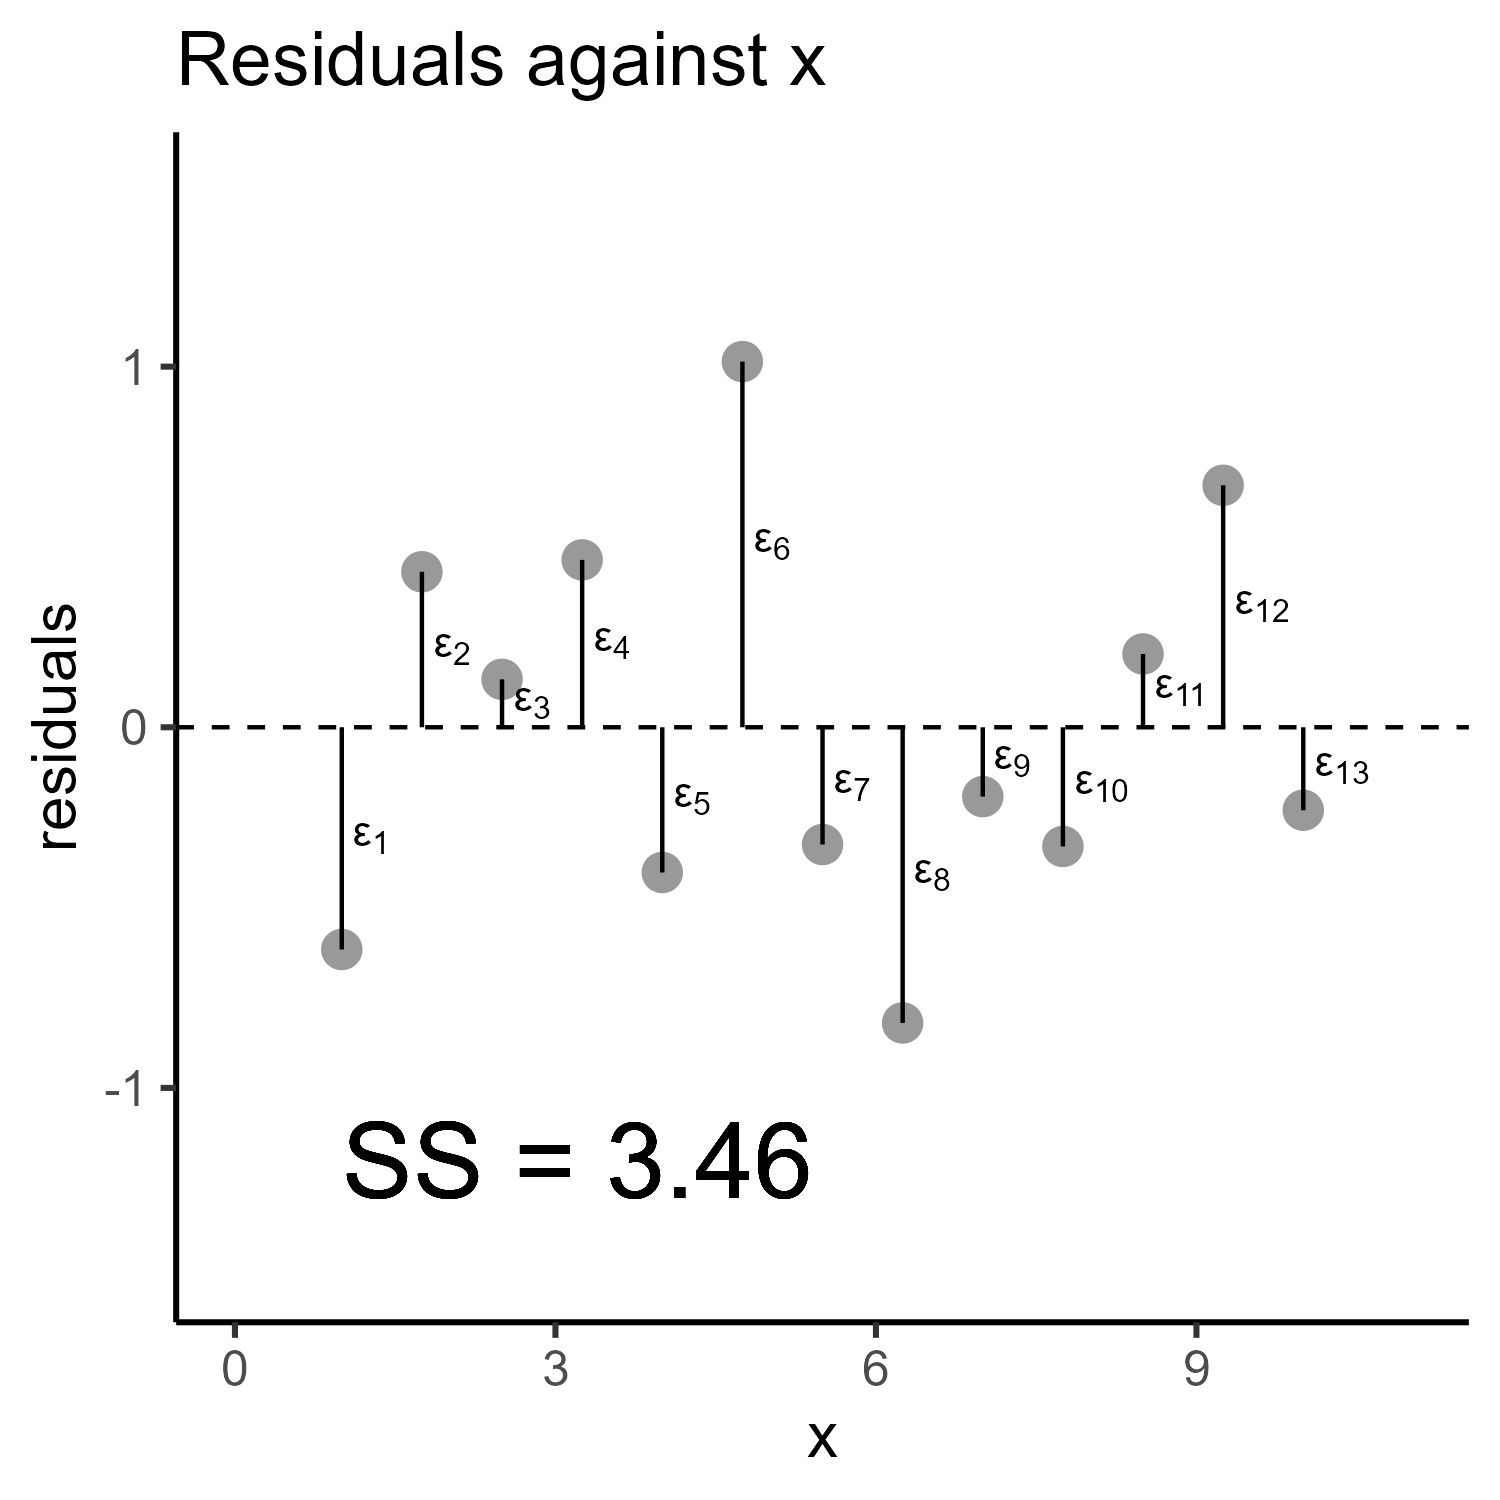 Residuals against x
residuals
1
0
-1
ε1
ε2
ε3
ε4
ε5
ε6
ε7
ε8
ε9
ε10
ε11
ε12
ε13
SS = 3.46
0 3 6 9
x